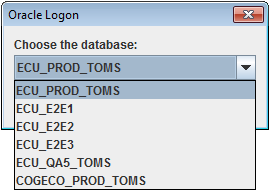 Oracle Logon
Choose the database:
ECU_PROD_TOMS
ECU_PROD_TOMS
ECU_E2E1
ECU_E2E2
ECU_E2E3
ECU_QA5_TOMS
COGECO_PROD_TOMS